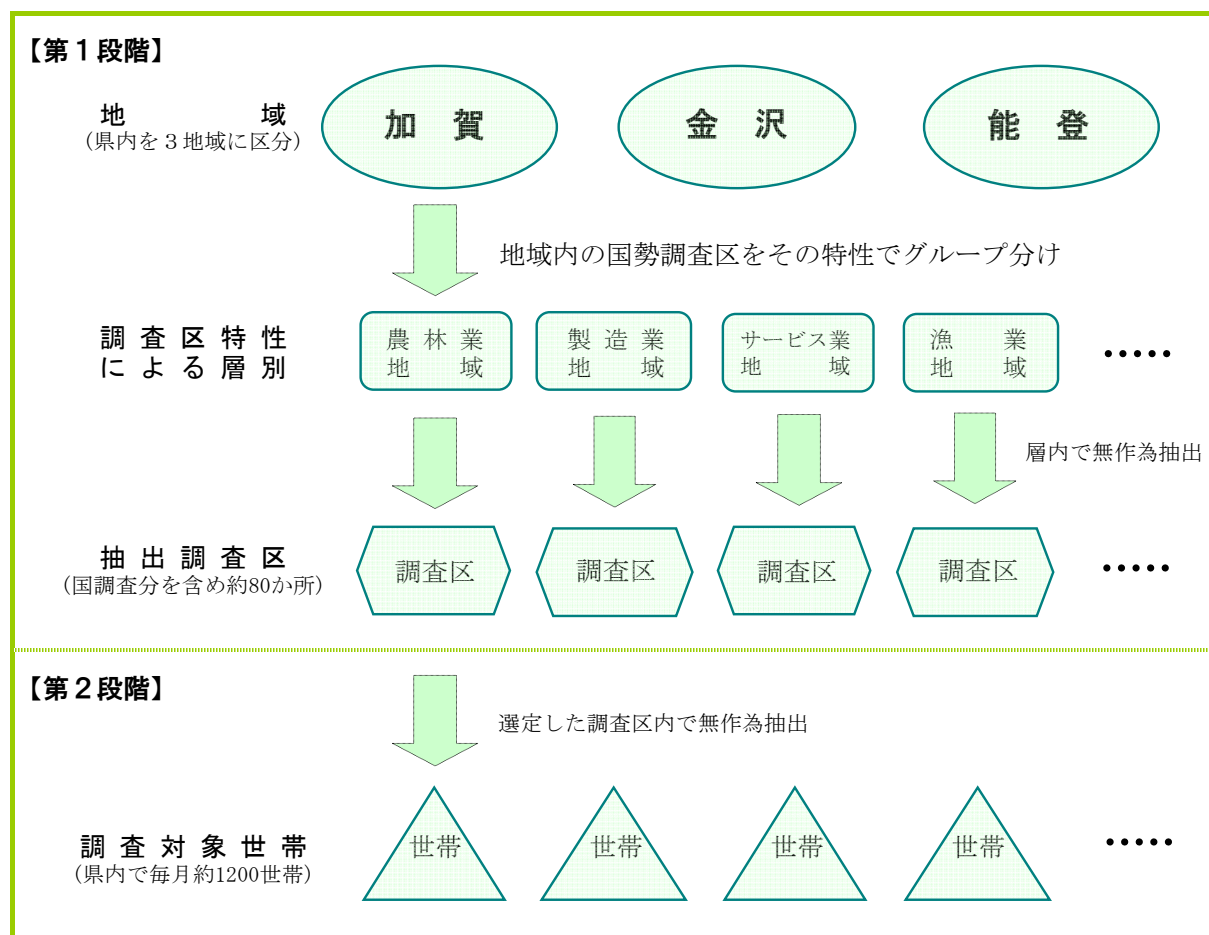 【第1段階】
地域
(県内を3地域に区分)
加賀
金沢
能登
地域内の国勢調査区をその特性でグループ分け
調査区特性
による層別
農林業
地域
製造業
地域
サービス業
地域
漁業
地域
•••••
層内で無作為抽出
抽出調査区
(国調査分を含め約80か所)
調査区
調査区
調査区
調査区
•••••
【第2段階】
選定した調査区内で無作為抽出
調査対象世帯
(県内で毎月約1200世帯)
世帯
世帯
世帯
世帯
•••••